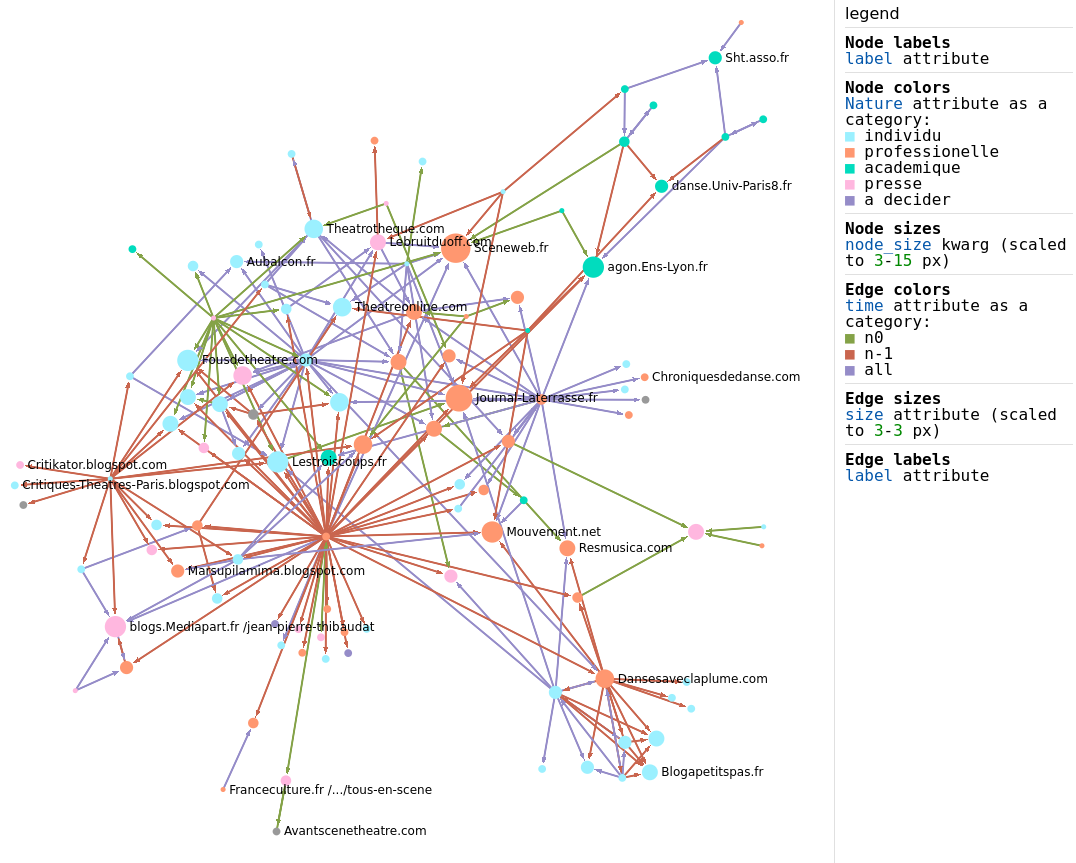 legend
Node labels
label attribute
Node colors
Nature attribute as a
category:
individu
professionelle
academique
presse
a decider
Node sizes
node_size kwarg (scaled
to 3-15 px)
Edge colors
time attribute as a
category:
n0
n-1
all
Edge sizes
size attribute (scaled
to 3-3 px)
Edge labels
label attribute
Sht.asso.fr
danse.Univ-Paris8.fr
Theatrotheque.com
Lebruitduoff.com
Sceneweb.fr
Aubalcon.fr
agon.Ens-Lyon.fr
Theatreonline.com
Fousdetheatre.com
Chroniquesdedanse.com
Journal-Laterrasse.fr
Lestroiscoups.fr
Critikator.blogspot.com
Critiques-Theatres-Paris.blogspot.com
Mouvement.net
Resmusica.com
Marsupilamima.blogspot.com
blogs.Mediapart.fr /jean-pierre-thibaudat
Dansesaveclaplume.com
Blogapetitspas.fr
Franceculture.fr /.../tous-en-scene
Avantscenetheatre.com